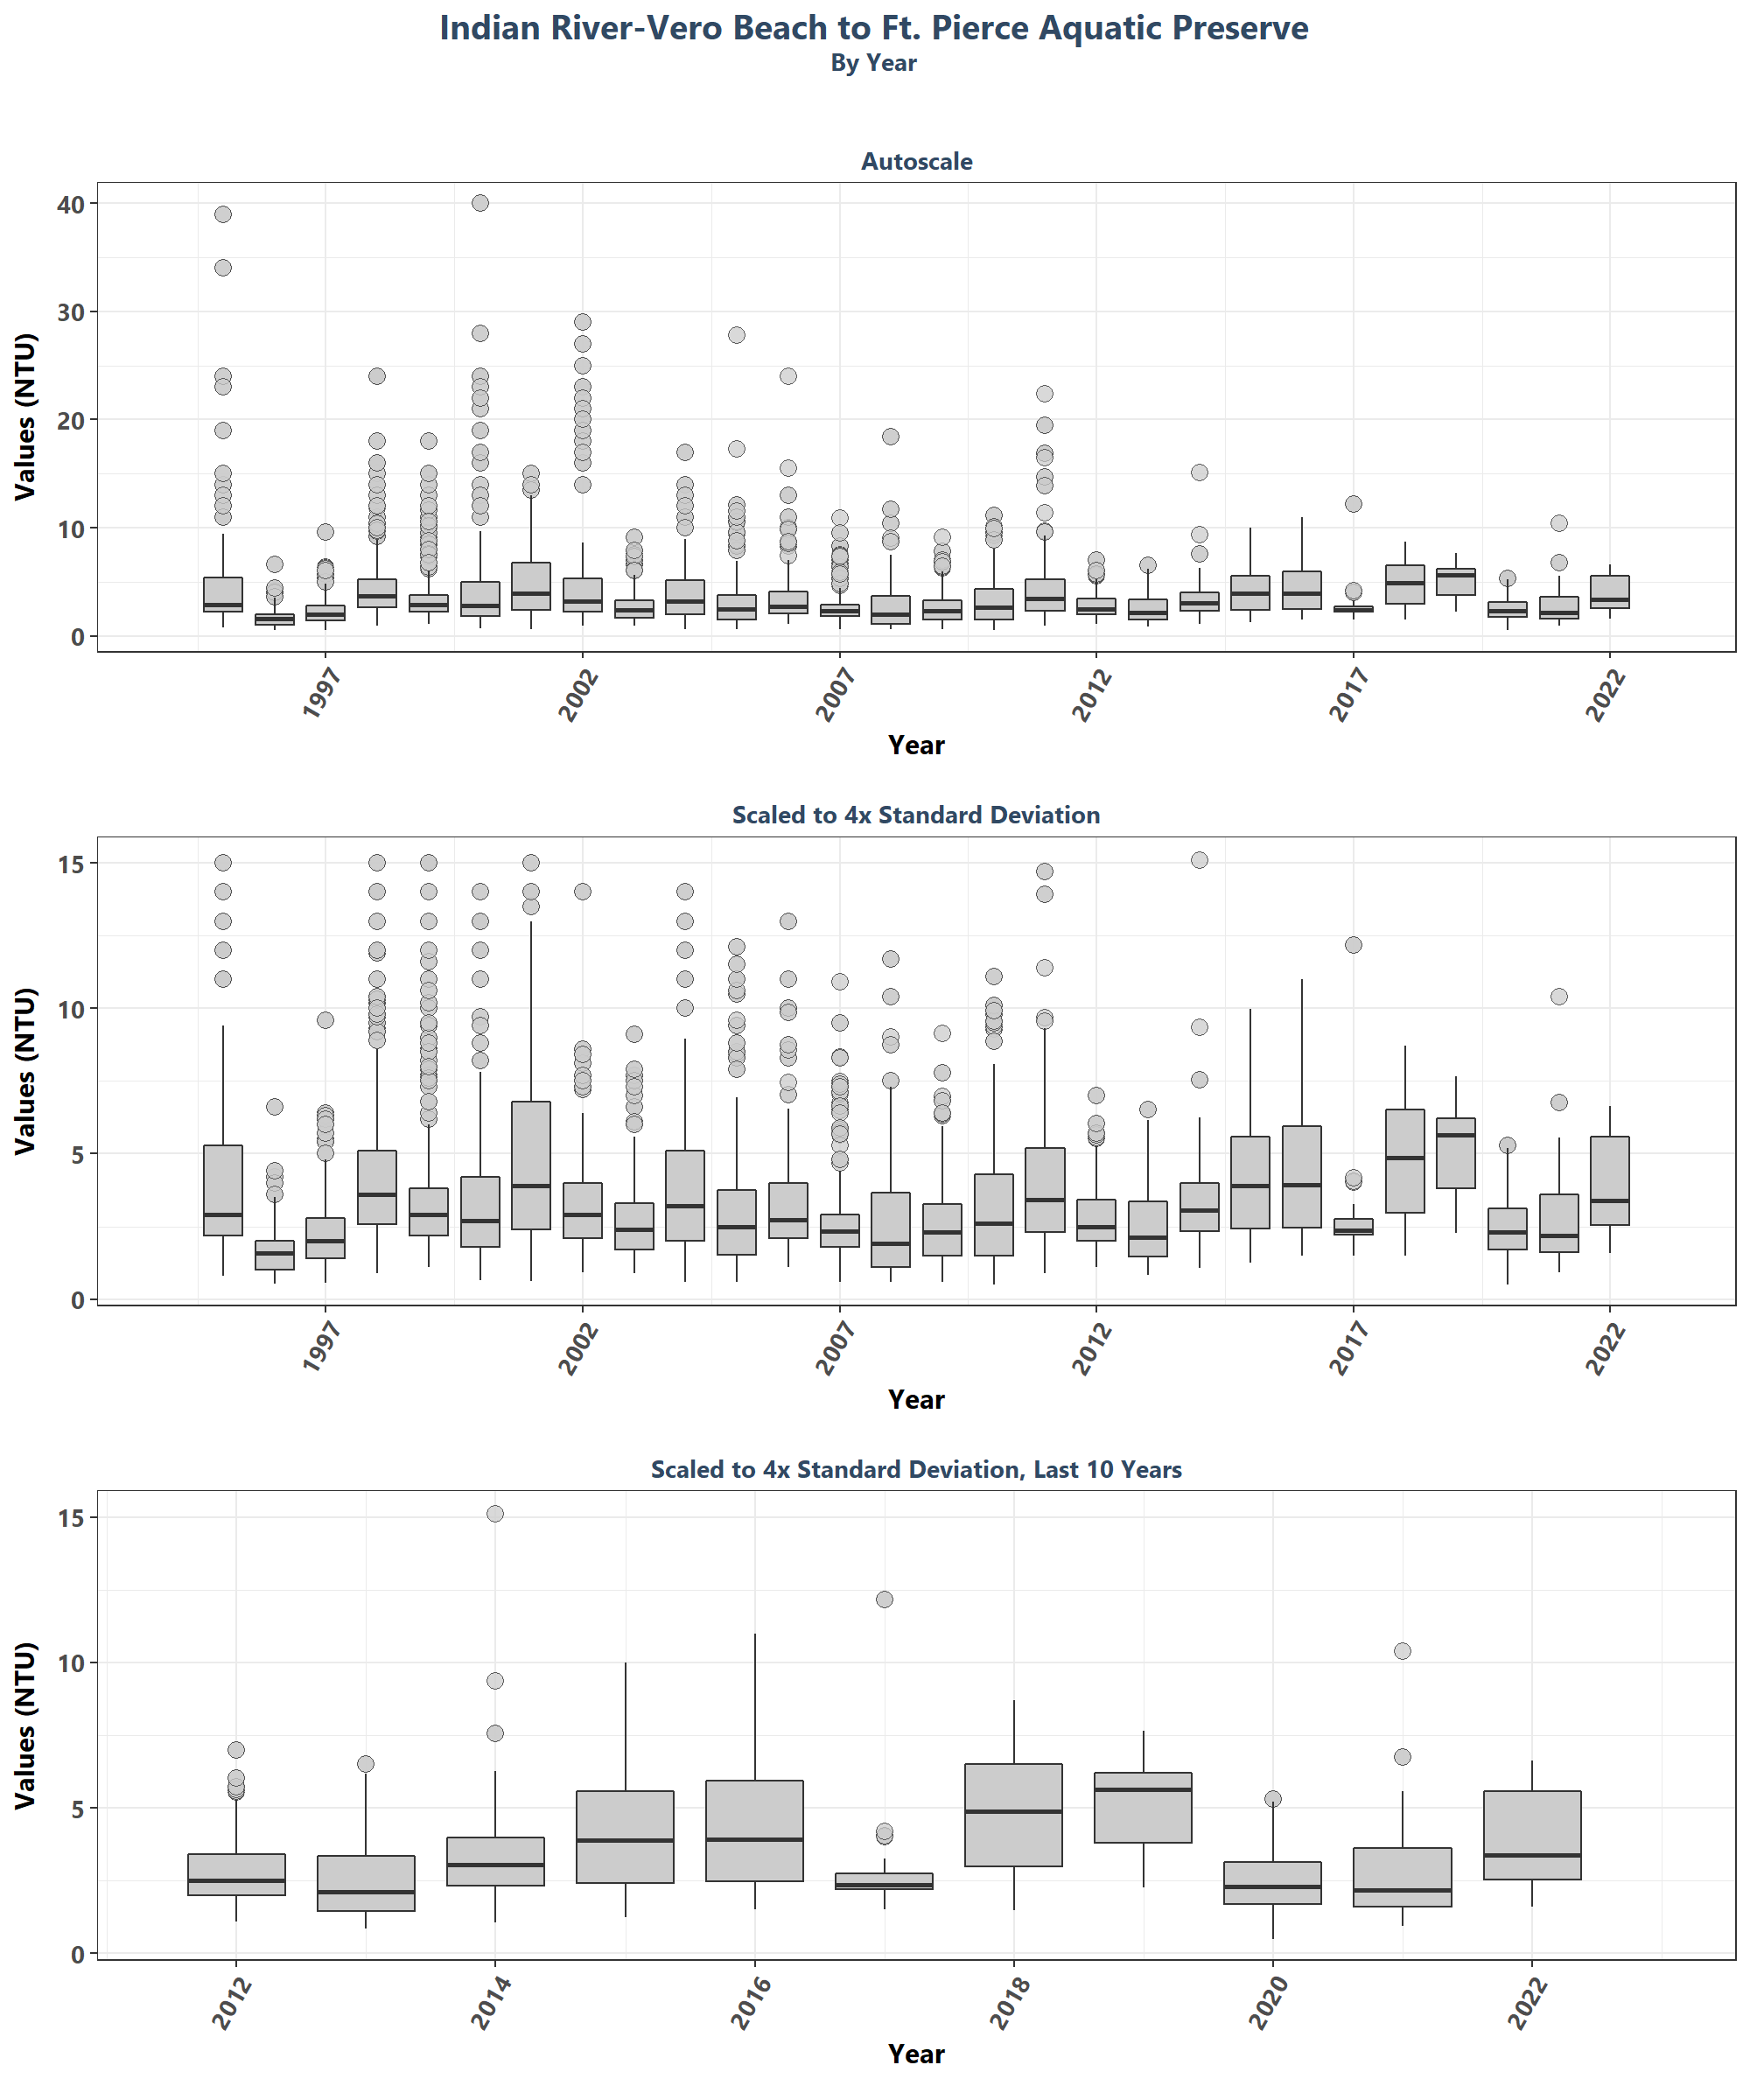 Indian River-Vero Beach to Ft. Pierce Aquatic Preserve
By Year
Autoscale
Values (NTU)
40
30
20
10
0
1997
2002
2007
2012
2017
2022
Year
Scaled to 4x Standard Deviation
Values (NTU)
15
10
5
0
1997
2002
2007
2012
2017
2022
Year
Scaled to 4x Standard Deviation, Last 10 Years
Values (NTU)
15
10
5
0
2012
2014
2016
2018
2020
2022
Year